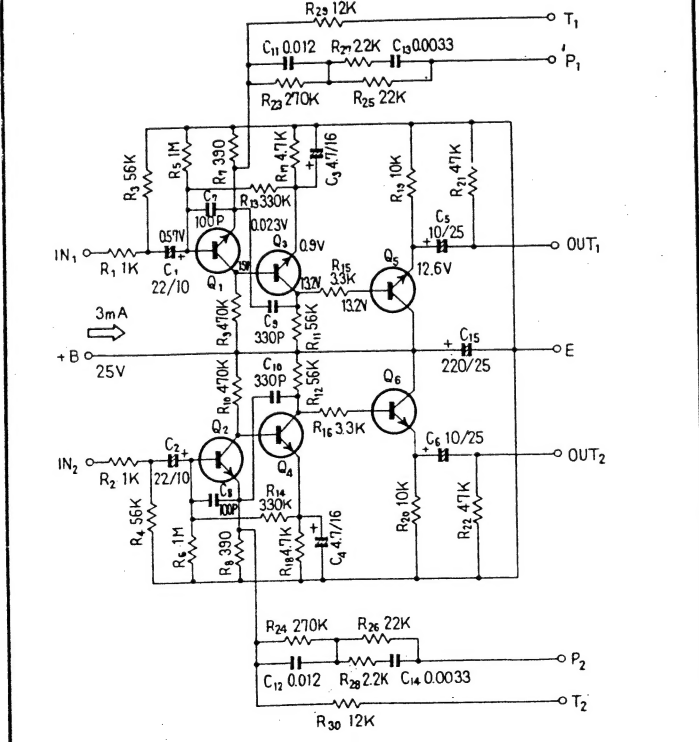 R29 12K
T1
C11 0.012 R27 2.2K C13 0.0033
P1
R23 270K R25 22K
R3 56K
R5 1M
R7 390
R17 4.7K
C3 4.7/16
R19 10K
R21 47K
C7
100P
R13 330K
0.023V
0.57V
Q3
0.9V
C5
10/25
IN1
R1 1K
C1
22/10
Q1
R15
3.3K
13.2V
13.2V
Q5
12.6V
OUT1
3mA
R9 470K
C9
330P
R11 56K
+B
25V
C15
220/25
E
R10 470K
C10
330P
R12 56K
Q6
Q2
R16 3.3K
Q4
C6 10/25
OUT2
IN2
R2 1K
C2
22/10
C8
100P
R14
330K
R4 56K
R6 1M
R8 390
R18 4.7K
C4 4.7/16
R20 10K
R22 47K
R24 270K R26 22K
P2
C12 0.012 R28 2.2K C14 0.0033
T2
R30 12K